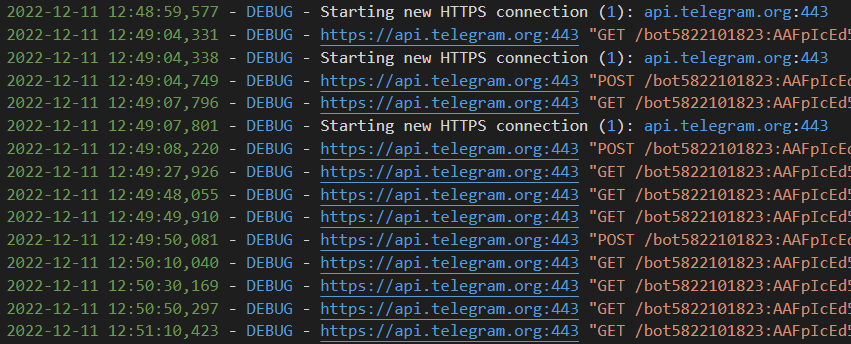 2022-12-11 12:48:59,577 - DEBUG - Starting new HTTPS connection (1): api.telegram.org:443
2022-12-11 12:49:04,331 - DEBUG - https://api.telegram.org:443 "GET /bot5822101823:AAFpIcEd5
2022-12-11 12:49:04,338 - DEBUG - Starting new HTTPS connection (1): api.telegram.org:443
2022-12-11 12:49:04,749 - DEBUG - https://api.telegram.org:443 "POST /bot5822101823:AAFpIcEd
2022-12-11 12:49:07,796 - DEBUG - https://api.telegram.org:443 "GET /bot5822101823:AAFpIcEd5
2022-12-11 12:49:07,801 - DEBUG - Starting new HTTPS connection (1): api.telegram.org:443
2022-12-11 12:49:08,220 - DEBUG - https://api.telegram.org:443 "POST /bot5822101823:AAFpIcEd
2022-12-11 12:49:27,926 - DEBUG - https://api.telegram.org:443 "GET /bot5822101823:AAFpIcEd5
2022-12-11 12:49:48,055 - DEBUG - https://api.telegram.org:443 "GET /bot5822101823:AAFpIcEd5
2022-12-11 12:49:49,910 - DEBUG - https://api.telegram.org:443 "GET /bot5822101823:AAFpIcEd5
2022-12-11 12:49:50,081 - DEBUG - https://api.telegram.org:443 "POST /bot5822101823:AAFpIcEd
2022-12-11 12:50:10,040 - DEBUG - https://api.telegram.org:443 "GET /bot5822101823:AAFpIcEd5
2022-12-11 12:50:30,169 - DEBUG - https://api.telegram.org:443 "GET /bot5822101823:AAFpIcEd5
2022-12-11 12:50:50,297 - DEBUG - https://api.telegram.org:443 "GET /bot5822101823:AAFpIcEd5
2022-12-11 12:51:10,423 - DEBUG - https://api.telegram.org:443 "GET /bot5822101823:AAFpIcEd5